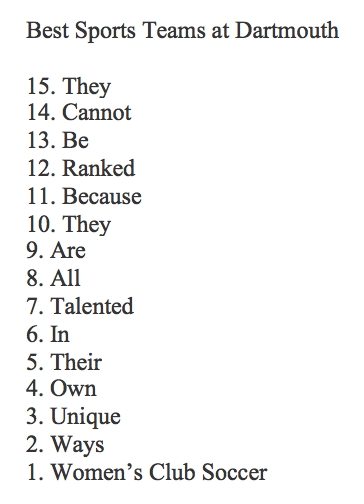 Best Sports Teams at Dartmouth
15. They
14. Cannot
13. Be
12. Ranked
11. Because
10. They
9. Are
8. All
7. Talented
6. In
5. Their
4. Own
3. Unique
2. Ways
1. Women’s Club Soccer